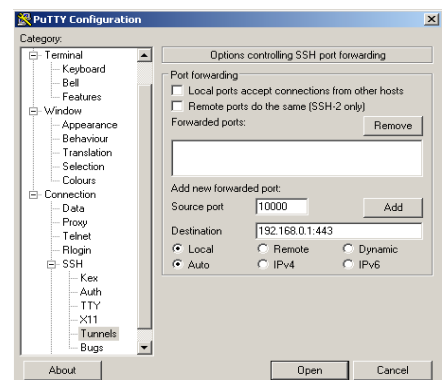 PuTTY Configuration
Category:
Terminal
Keyboard
Bell
Features
Window
Appearance
Behaviour
Translation
Selection
Colours
Connection
Data
Proxy
Telnet
Rlogin
SSH
Kex
Auth
TTY
X11
Tunnels
Bugs
Options controlling SSH port forwarding
Port forwarding
Local ports accept connections from other hosts
Remote ports do the same (SSH-2 only)
Forwarded ports:
Remove
Add new forwarded port:
Source port 10000 Add
Destination 192.168.0.1:443
Local Remote Dynamic
Auto IPv4 IPv6
About Open Cancel